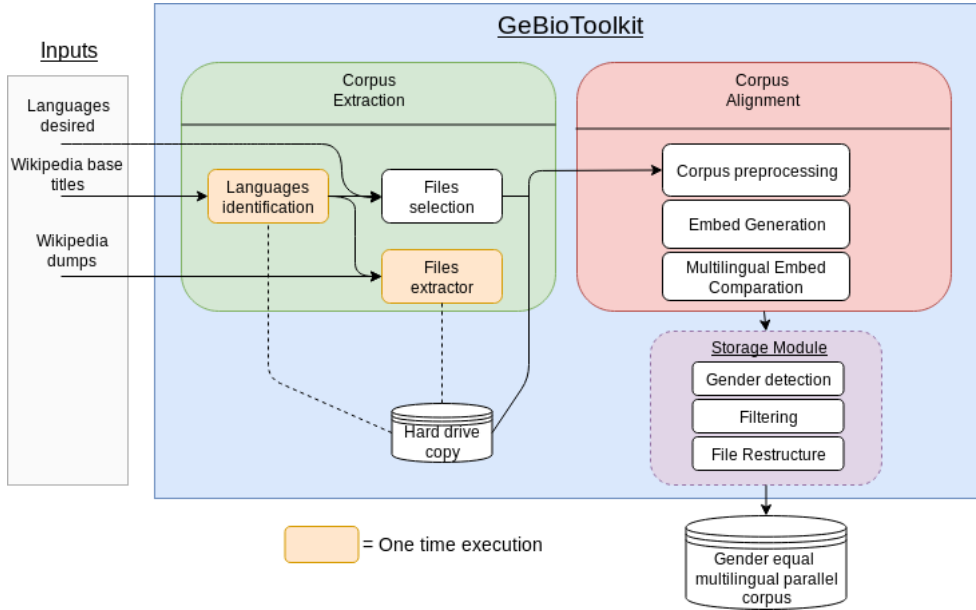 GeBioToolkit
Inputs
Languages
desired
Wikipedia base
titles
Wikipedia
dumps
Corpus
Extraction
Languages
identification
Files
selection
Files
extractor
Hard drive
copy
Corpus
Alignment
Corpus preprocessing
Embed Generation
Multilingual Embed
Comparation
Storage Module
Gender detection
Filtering
File Restructure
= One time execution
Gender equal
multilingual parallel
corpus